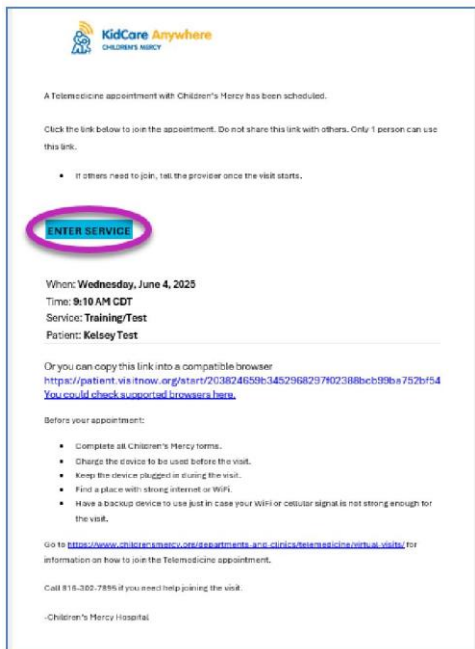 KidCare Anywhere
CHILDREN'S MERCY
A Telemedicine appointment with Children's Mercy has been scheduled.
Click the link below to join the appointment. Do not share this link with others. Only 1 person can use
this link.
• If others need to join, tell the provider once the visit starts.
ENTER SERVICE
When: Wednesday, June 4, 2025
Time: 9:10 AM CDT
Service: Training/Test
Patient: Kelsey Test
Or you can copy this link into a compatible browser
https://patient.visitnow.org/start/203824659b3452968297f02388bcb99ba752bf54
You could check supported browsers here.
Before your appointment:
• Complete all Children's Mercy forms.
• Charge the device to be used before the visit.
• Keep the device plugged in during the visit.
• Find a place with strong internet or WiFi.
• Have a backup device to use just in case your WiFi or cellular signal is not strong enough for
the visit.
Go to https://www.childrensmercy.org/departments-and-clinics/telemedicine/virtual-visits/ for
information on how to join the Telemedicine appointment.
Call 816-302-7895 if you need help joining the visit.
-Children's Mercy Hospital